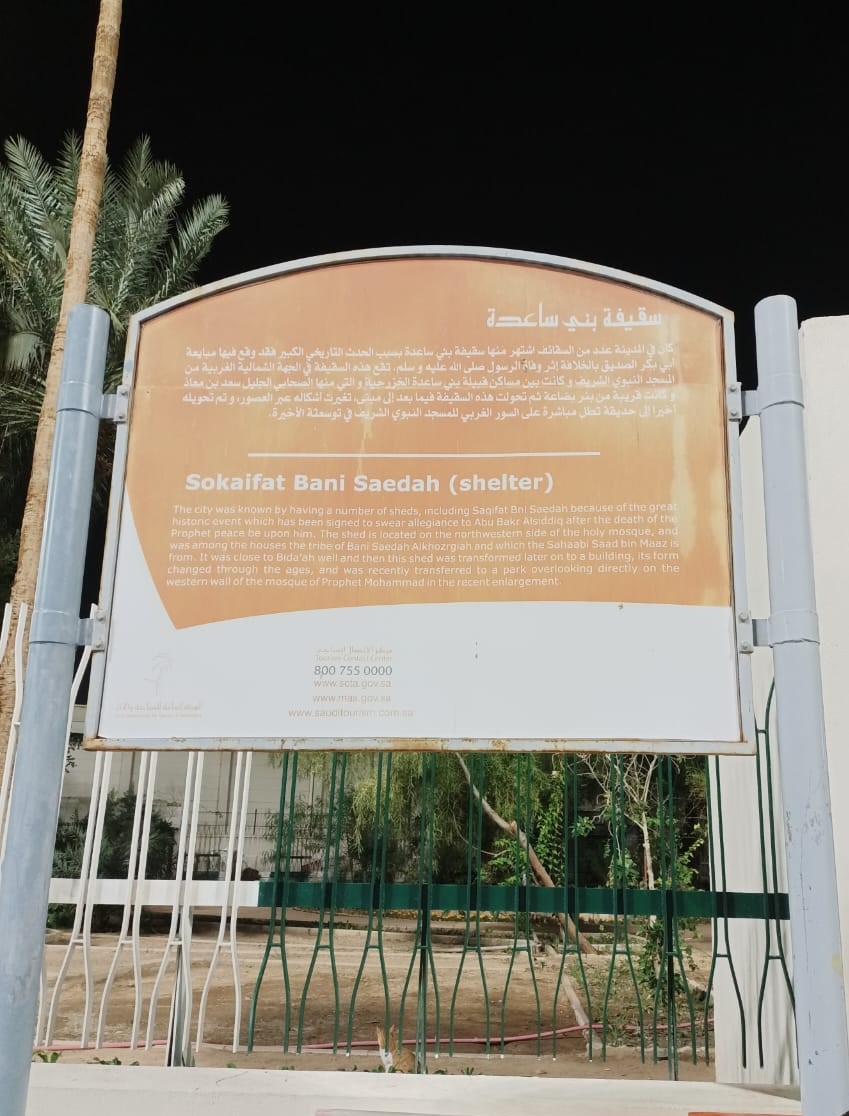 سقيفة بني ساعدة
كان في المدينة عدد من السقائف اشتهر منها سقيفة بني ساعدة بسبب الحدث التاريخي الكبير فقد وقع فيها مبايعة
أبي بكر الصديق بالخلافة إثر وفاة الرسول صلى الله عليه و سلم. تقع هذه السقيفة في الجهة الشمالية الغربية من
المسجد النبوي الشريف و كانت بين مساكن قبيلة بني ساعدة الخزرجية و التي منها الصحابي الجليل سعد بن معاذ
و كانت قريبة من بئر بضاعة ثم تحولت هذه السقيفة فيما بعد إلى مبنى، تغيرت أشكاله عبر العصور، و تم تحويله
أخيرا إلى حديقة تطل مباشرة على السور الغربي للمسجد النبوي الشريف في توسعثة الأخيرة.
Sokaifat Bani Saedah (shelter)
The city was known by having a number of sheds, including Saqifat Bni Saedah because of the great
historic event which has been signed to swear allegiance to Abu Bakr Alsiddiq after the death of the
Prophet peace be upon him. The shed is located on the northwestern side of the holy mosque, and
was among the houses the tribe of Bani Saedah Alkhozrgiah and which the Sahaabi Saad bin Maaz is
from. It was close to Bida'ah well and then this shed was transformed later on to a building, its form
changed through the ages, and was recently transferred to a park overlooking directly on the
western wall of the mosque of Prophet Mohammad in the recent enlargement.
مركز الاتصال السياحي
Tourism Contact Center
800 755 0000
www.scta.gov.sa
www.mas.gov.sa
www.sauditourism.com.sa